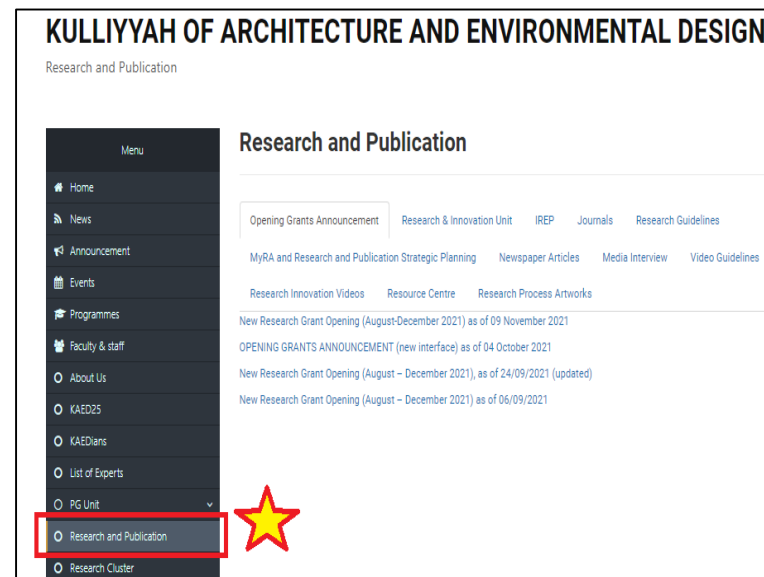 KULLIYYAH OF ARCHITECTURE AND ENVIRONMENTAL DESIGN
Research and Publication
Menu
Home
News
Announcement
Events
Programmes
Faculty & staff
About Us
KAED25
KAEDians
List of Experts
PG Unit
Research and Publication
Research Cluster
Research and Publication
Opening Grants Announcement Research & Innovation Unit IREP Journals Research Guidelines
MyRA and Research and Publication Strategic Planning Newspaper Articles Media Interview Video Guidelines
Research Innovation Videos Resource Centre Research Process Artworks
New Research Grant Opening (August-December 2021) as of 09 November 2021
OPENING GRANTS ANNOUNCEMENT (new interface) as of 04 October 2021
New Research Grant Opening (August – December 2021), as of 24/09/2021 (updated)
New Research Grant Opening (August – December 2021) as of 06/09/2021